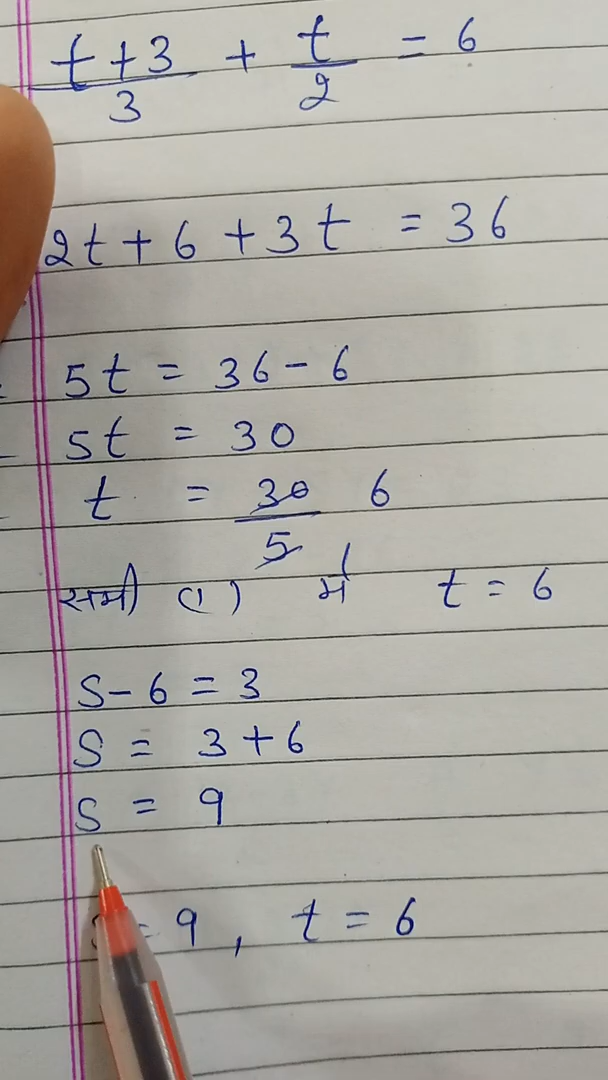 t+3/3 + t/2 = 6
2t + 6 + 3t = 36
5t = 36 - 6
5t = 30
t = 30/5 6
समी (1) में t = 6
S - 6 = 3
S = 3 + 6
S = 9
= 9, t = 6